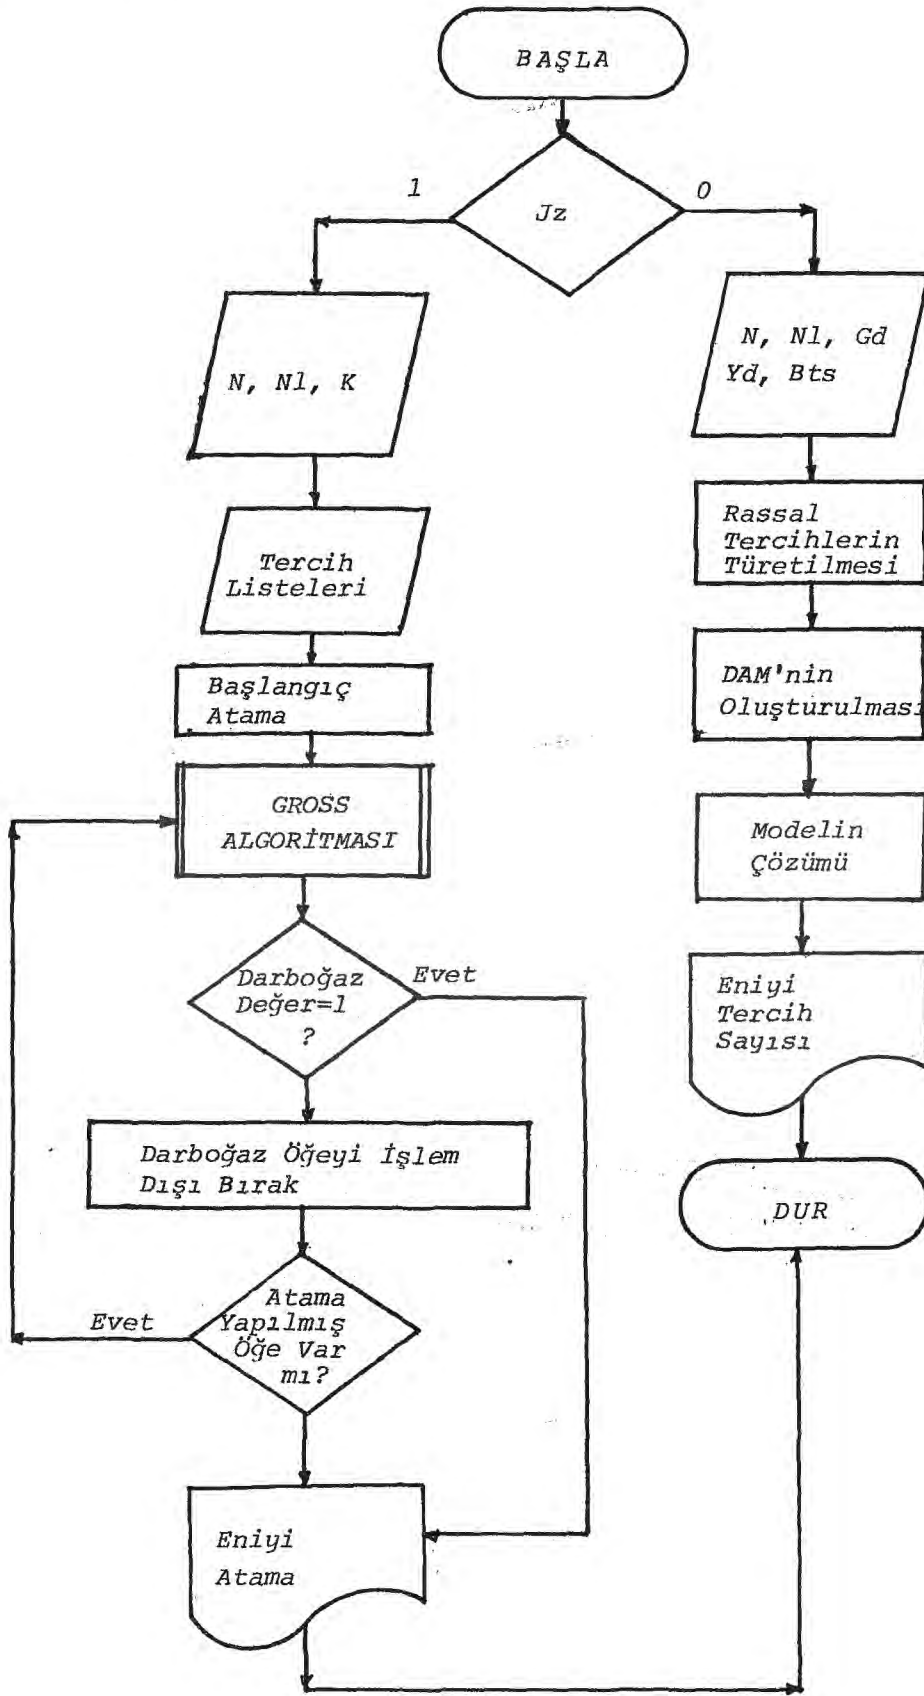 BAŞLA
Jz
1
0
N, Nl, K
Tercih
Listeleri
Başlangıç
Atama
GROSS
ALGORİTMASI
Darboğaz
Değer=1
?
Evet
Darboğaz Öğeyi İşlem
Dışı Bırak
Atama
Yapılmış
Öğe Var
mı?
Evet
Eniyi
Atama
N, Nl, Gd
Yd, Bts
Rassal
Tercihlerin
Türetilmesi
DAM'nin
Oluşturulması
Modelin
Çözümü
Eniyi
Tercih
Sayısı
DUR